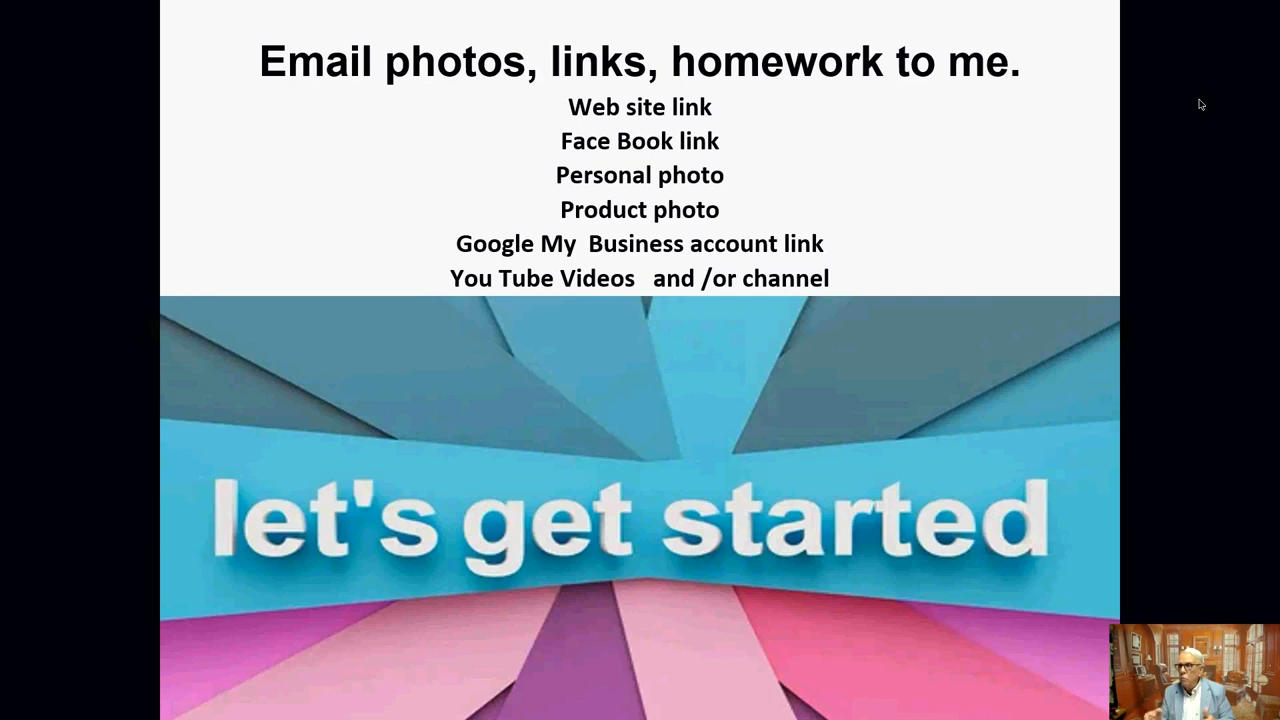 Email photos, links, homework to me.
Web site link
Face Book link
Personal photo
Product photo
Google My  Business account link
You Tube Videos   and /or channel
let's get started